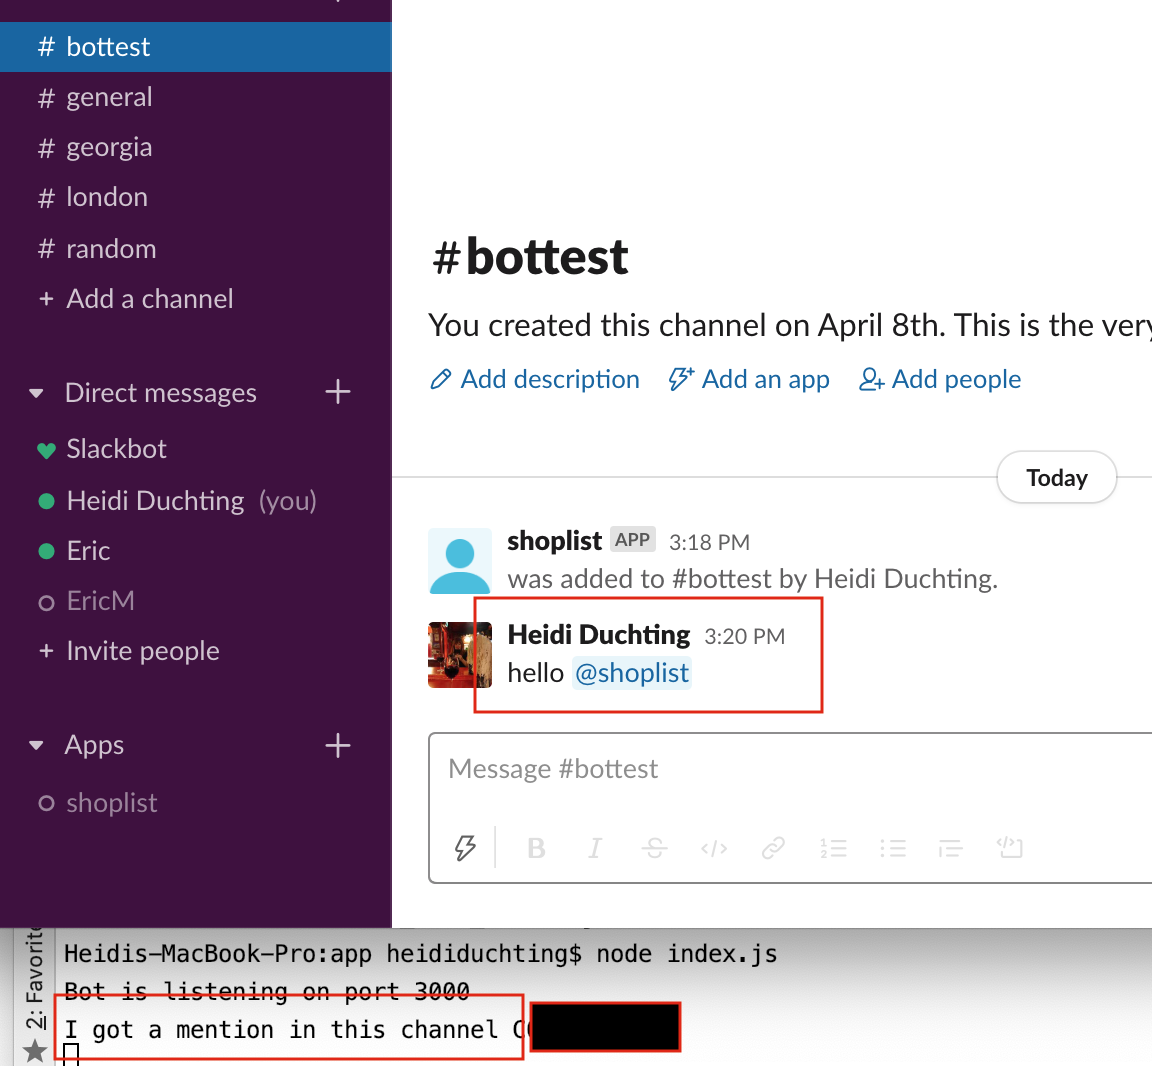 # bottest
# general
# georgia
# london
# random
+ Add a channel
Direct messages +
Slackbot
Heidi Duchting (you)
Eric
EricM
+ Invite people
Apps +
shoplist
#bottest
You created this channel on April 8th. This is the very
Add description Add an app Add people
Today
shoplist APP 3:18 PM
was added to #bottest by Heidi Duchting.
Heidi Duchting 3:20 PM
hello @shoplist
Message #bottest
B I S </>
2: Favorite
Heidis-MacBook-Pro:app heididuchting$ node index.js
Bot is listening on port 3000
I got a mention in this channel C